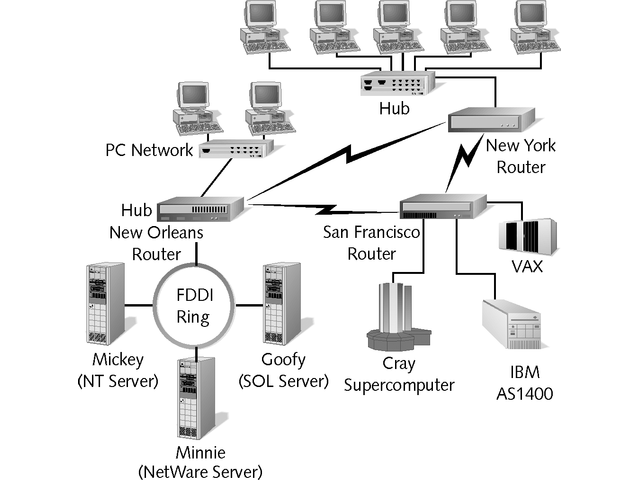 Hub
PC Network
New York
Router
Hub
New Orleans
Router
San Francisco
Router
VAX
FDDI
Ring
Mickey
(NT Server)
Goofy
(SOL Server)
Cray
Supercomputer
IBM
AS1400
Minnie
(NetWare Server)